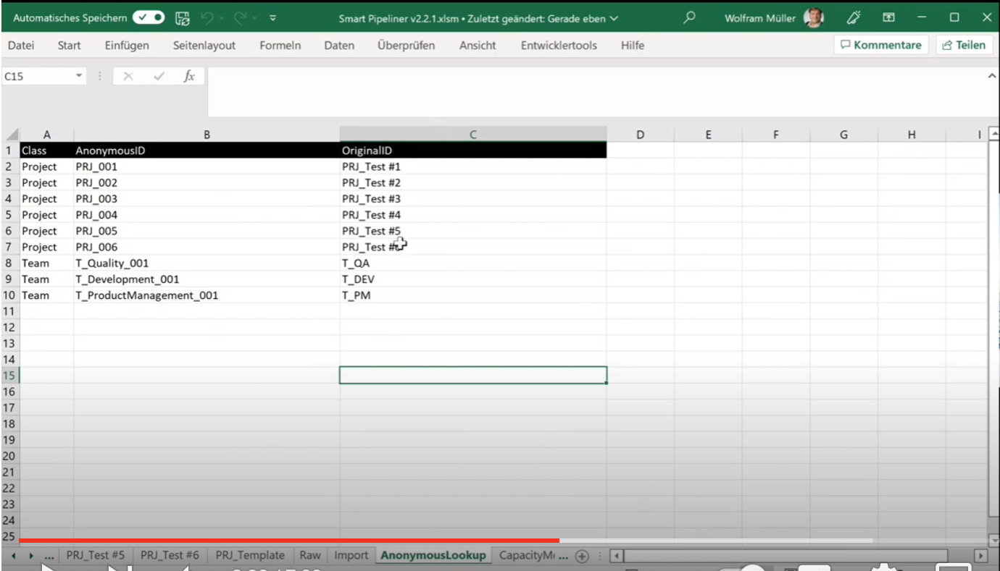 Automatisches Speichern Smart Pipeliner v2.2.1.xlsm • Zuletzt geändert: Gerade eben Wolfram Müller
Datei Start Einfügen Seitenlayout Formeln Daten Überprüfen Ansicht Entwicklertools Hilfe Kommentare Teilen
C15 fx
A B C D E F G H I
1 Class AnonymousID OriginalID
2 Project PRJ_001 PRJ_Test #1
3 Project PRJ_002 PRJ_Test #2
4 Project PRJ_003 PRJ_Test #3
5 Project PRJ_004 PRJ_Test #4
6 Project PRJ_005 PRJ_Test #5
7 Project PRJ_006 PRJ_Test
8 Team T_Quality_001 T_QA
9 Team T_Development_001 T_DEV
10 Team T_ProductManagement_001 T_PM
11
12
13
14
15
16
17
18
19
20
21
22
23
24
25
... PRJ_Test #5 PRJ_Test #6 PRJ_Template Raw Import AnonymousLookup CapacityM ...